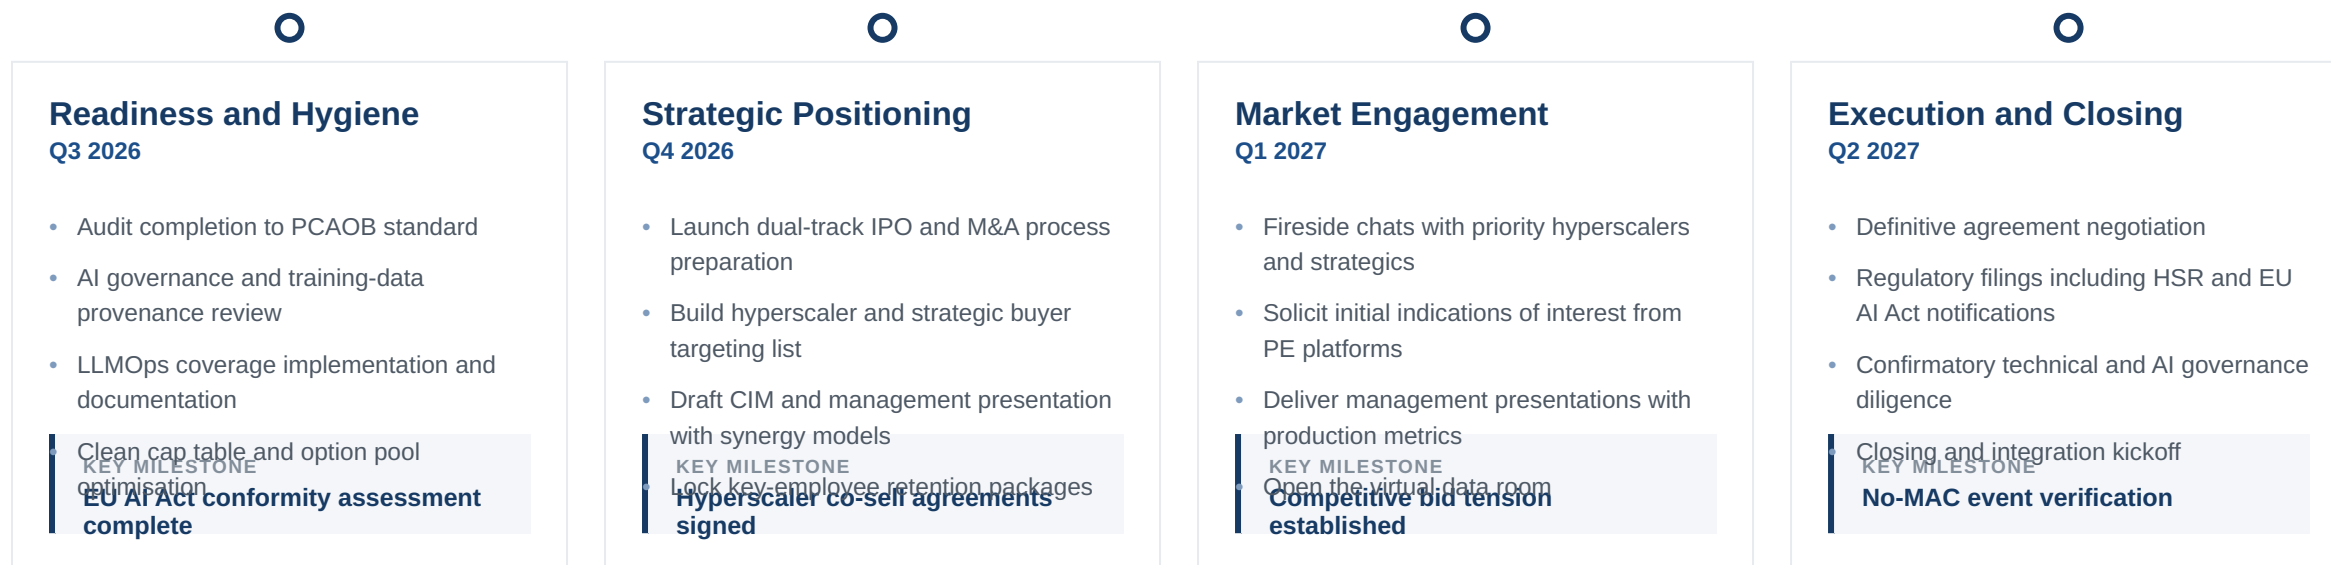 Readiness and Hygiene
Q3 2026
• Audit completion to PCAOB standard
• AI governance and training-data
provenance review
• LLMOps coverage implementation and
documentation
• Clean cap table and option pool
optimisation
KEY MILESTONE
EU AI Act conformity assessment
complete
Strategic Positioning
Q4 2026
• Launch dual-track IPO and M&A process
preparation
• Build hyperscaler and strategic buyer
targeting list
• Draft CIM and management presentation
with synergy models
• Lock key-employee retention packages
KEY MILESTONE
Hyperscaler co-sell agreements
signed
Market Engagement
Q1 2027
• Fireside chats with priority hyperscalers
and strategics
• Solicit initial indications of interest from
PE platforms
• Deliver management presentations with
production metrics
• Open the virtual data room
KEY MILESTONE
Competitive bid tension
established
Execution and Closing
Q2 2027
• Definitive agreement negotiation
• Regulatory filings including HSR and EU
AI Act notifications
• Confirmatory technical and AI governance
diligence
• Closing and integration kickoff
KEY MILESTONE
No-MAC event verification